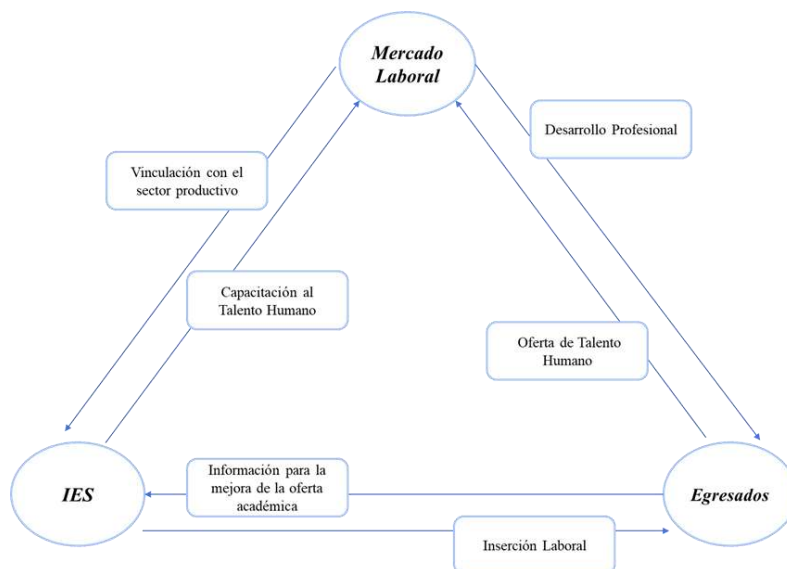 Mercado
Laboral
Desarrollo Profesional
Vinculación con el
sector productivo
Capacitación al
Talento Humano
Oferta de Talento
Humano
IES
Información para la
mejora de la oferta
académica
Egresados
Inserción Laboral